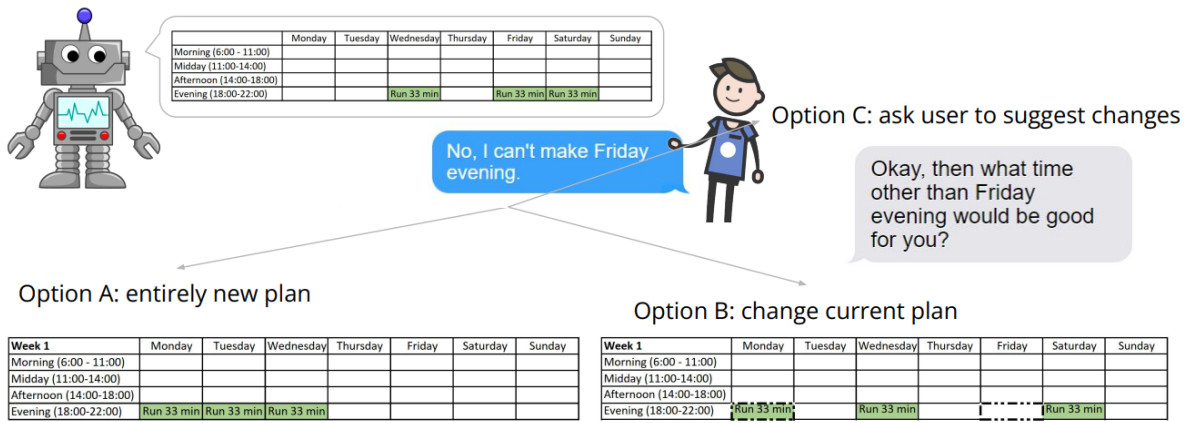 Monday Tuesday Wednesday Thursday Friday Saturday Sunday
Morning (6:00 - 11:00)
Midday (11:00-14:00)
Afternoon (14:00-18:00)
Evening (18:00-22:00) Run 33 min Run 33 min Run 33 min
No, I can't make Friday
evening.
Option C: ask user to suggest changes
Okay, then what time
other than Friday
evening would be good
for you?
Option A: entirely new plan
Week 1 Monday Tuesday Wednesday Thursday Friday Saturday Sunday
Morning (6:00 - 11:00)
Midday (11:00-14:00)
Afternoon (14:00-18:00)
Evening (18:00-22:00) Run 33 min Run 33 min Run 33 min
Option B: change current plan
Week 1 Monday Tuesday Wednesday Thursday Friday Saturday Sunday
Morning (6:00 - 11:00)
Midday (11:00-14:00)
Afternoon (14:00-18:00)
Evening (18:00-22:00) Run 33 min Run 33 min Run 33 min